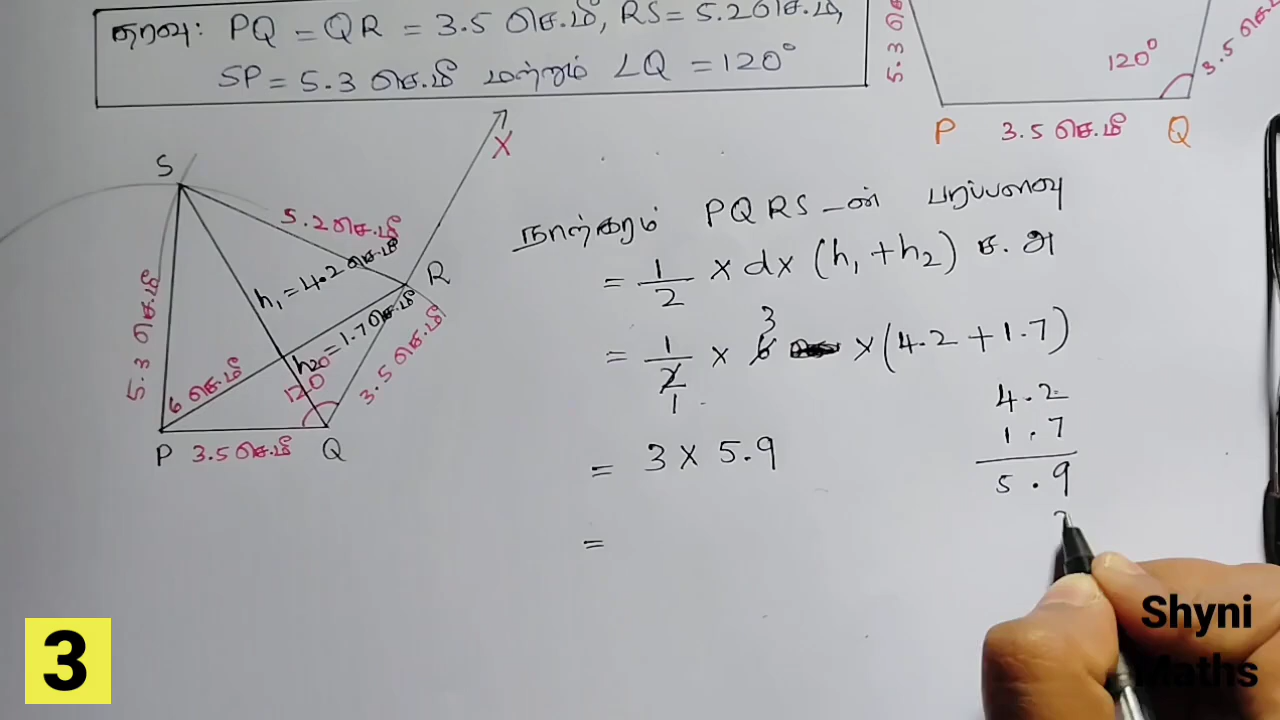 தரவு: PQ = QR = 3.5 செ.மீ, RS = 5.2 செ.மீ,
SP = 5.3 செ.மீ மற்றும் ∠Q = 120°
5.3 செ
120°
3.5 செ.மீ
P 3.5 செ.மீ Q
X
S
5.2 செ.மீ
h₁ = 4.2 செ.மீ
R
5.3 செ.மீ
h₂ = 1.7 செ.மீ
6 செ.மீ
120
3.5 செ.மீ
P 3.5 செ.மீ Q
நாற்கரம் PQRS -ன் பரப்பளவு
= 1/2 × d × (h₁ + h₂) ச. அ
3
= 1/2 × 6 × (4.2 + 1.7)
1
= 3 × 5.9
=
4.2
1.7
5.9
3
Shyni
Maths